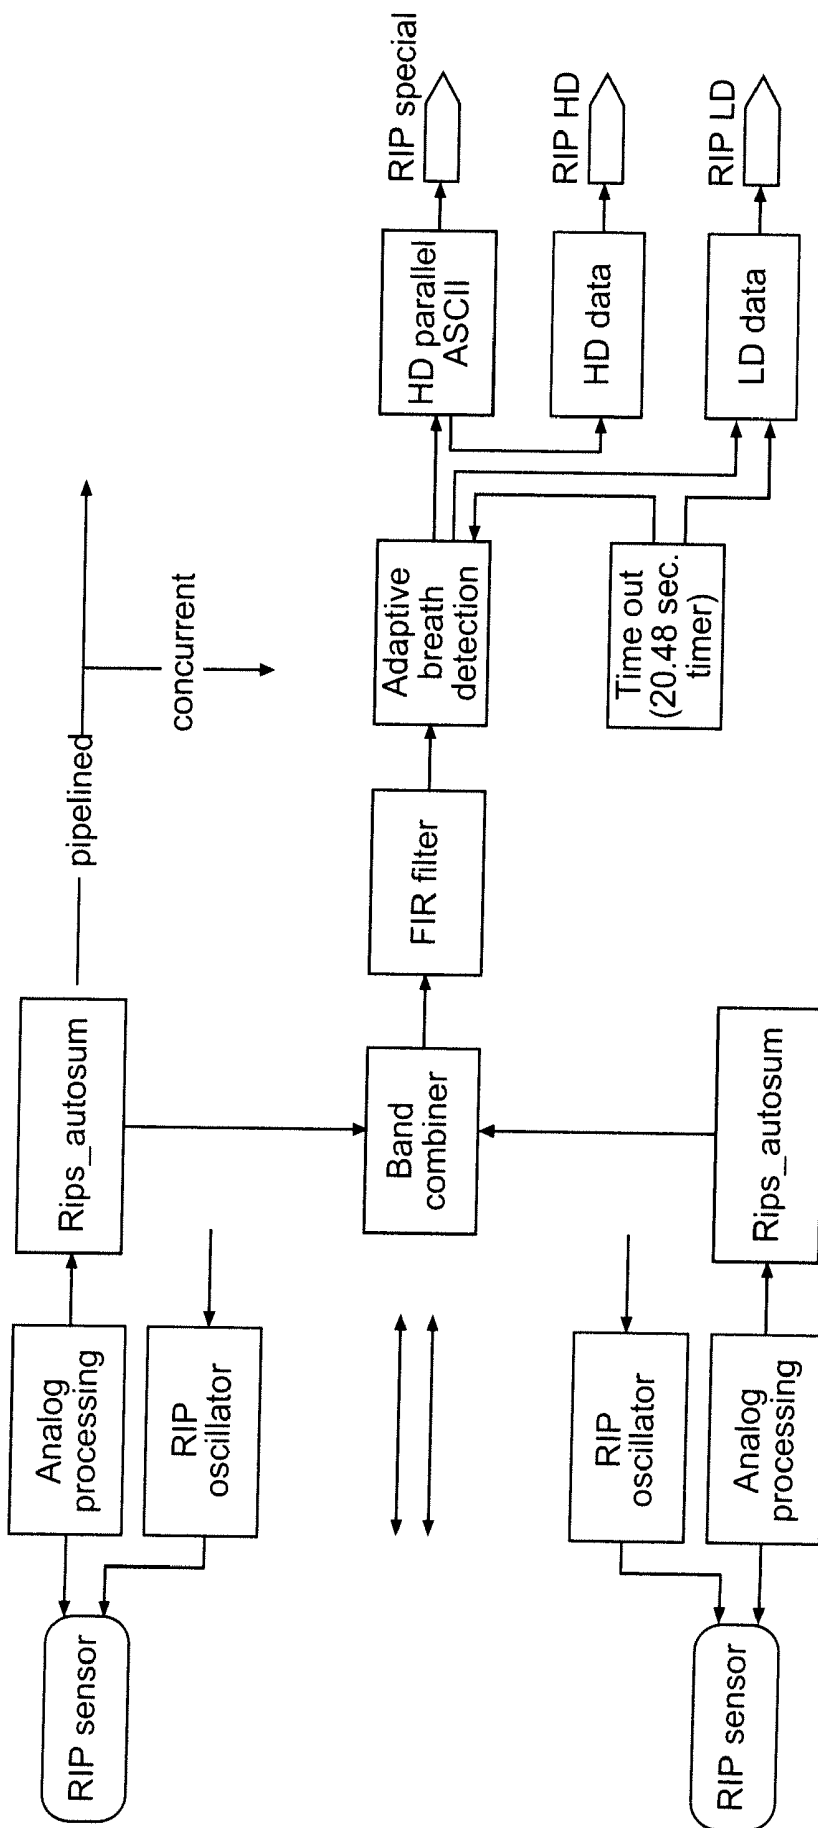 RIP sensor
Analog
processing
RIP
oscillator
Rips_autosum
pipelined
concurrent
Band
combiner
FIR filter
Adaptive
breath
detection
Time out
(20.48 sec.
timer)
HD parallel
ASCII
RIP special
HD data
RIP HD
LD data
RIP LD
RIP
oscillator
Analog
processing
RIP sensor
Rips_autosum